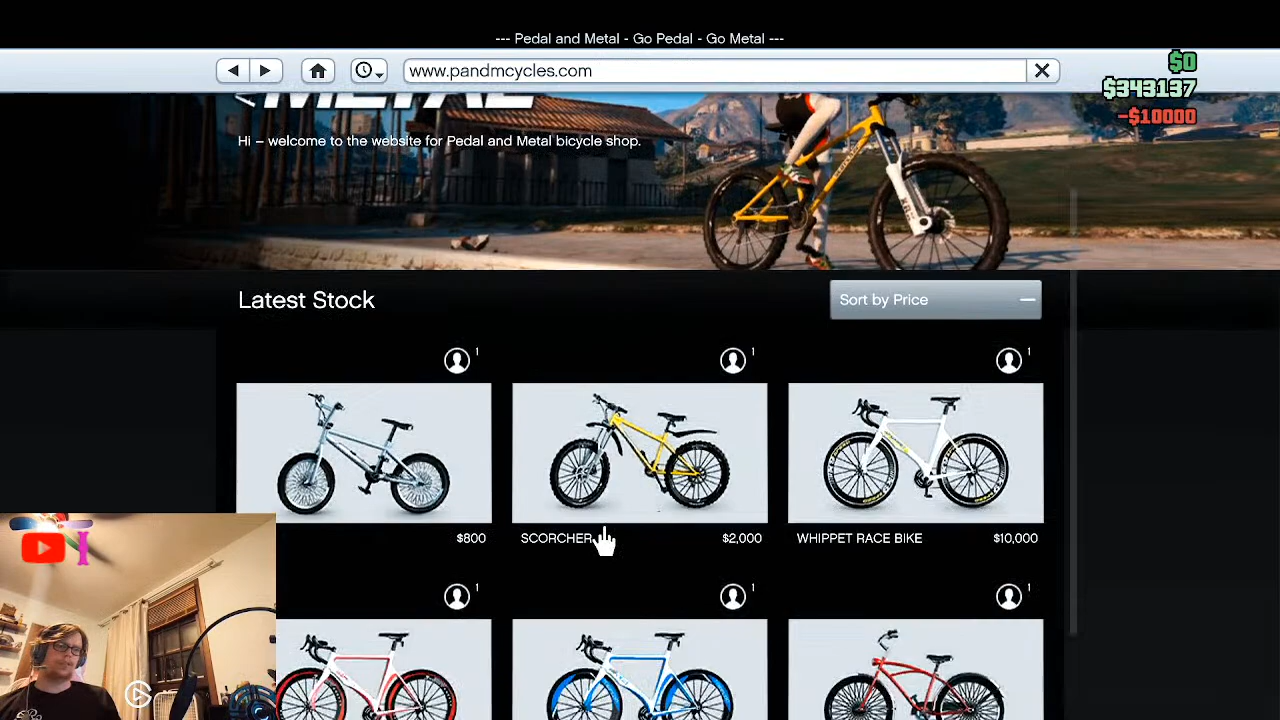 --- Pedal and Metal - Go Pedal - Go Metal ---
www.pandmcycles.com
$0
$343137
-$10000
METAL
Hi – welcome to the website for Pedal and Metal bicycle shop.
Latest Stock
Sort by Price
1
1
1
$800
SCORCHER
$2,000
WHIPPET RACE BIKE
$10,000
1
1
1